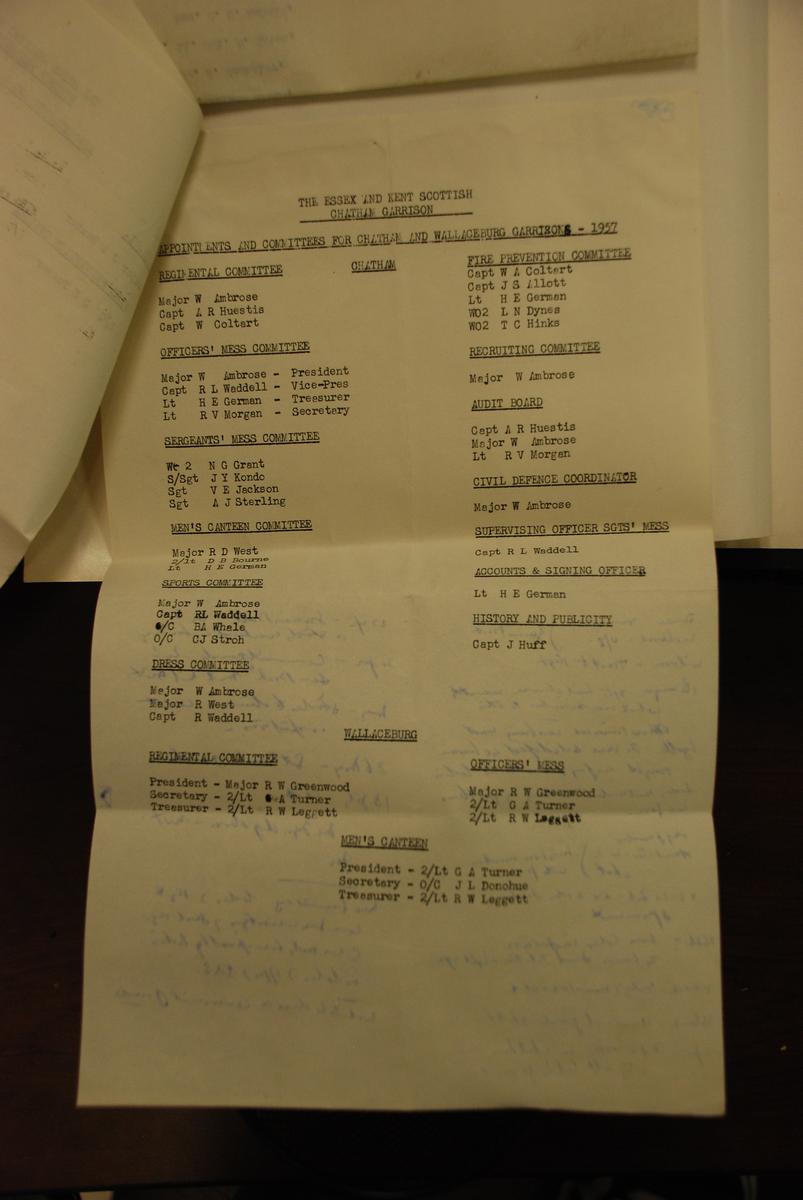 THE ESSEX AND KENT SCOTTISH
CHATHAM GARRISON
APPOINTMENTS AND COMMITTEES FOR CHATHAM AND WALLACEBURG GARRISONS - 1957
CHATHAM
REGIMENTAL COMMITTEE
Major W Ambrose
Capt A R Huestis
Capt W Coltart
OFFICERS' MESS COMMITTEE
Major W Ambrose - President
Capt R L Waddell - Vice-Pres
Lt H E German - Treasurer
Lt R V Morgan - Secretary
SERGEANTS' MESS COMMITTEE
Wo 2 N G Grant
S/Sgt J Y Kondo
Sgt V E Jackson
Sgt A J Sterling
MEN'S CANTEEN COMMITTEE
Major R D West
2/Lt D B Bourne
Lt H E German
SPORTS COMMITTEE
Major W Ambrose
Capt RL Waddell
O/C BA Whale
O/C CJ Stroh
DRESS COMMITTEE
Major W Ambrose
Major R West
Capt R Waddell
FIRE PREVENTION COMMITTEE
Capt W A Coltart
Capt J S Allott
Lt H E German
WO2 L N Dynes
WO2 T C Hinks
RECRUITING COMMITTEE
Major W Ambrose
AUDIT BOARD
Capt A R Huestis
Major W Ambrose
Lt R V Morgan
CIVIL DEFENCE COORDINATOR
Major W Ambrose
SUPERVISING OFFICER SGTS' MESS
Capt R L Waddell
ACCOUNTS & SIGNING OFFICER
Lt H E German
HISTORY AND PUBLICITY
Capt J Huff
WALLACEBURG
REGIMENTAL COMMITTEE
President - Major R W Greenwood
Secretary - 2/Lt G A Turner
Treasurer - 2/Lt R W Leggett
OFFICERS' MESS
Major R W Greenwood
2/Lt G A Turner
2/Lt R W Leggett
MEN'S CANTEEN
President - 2/Lt G A Turner
Secretary - O/C J L Donohue
Treasurer - 2/Lt R W Leggett